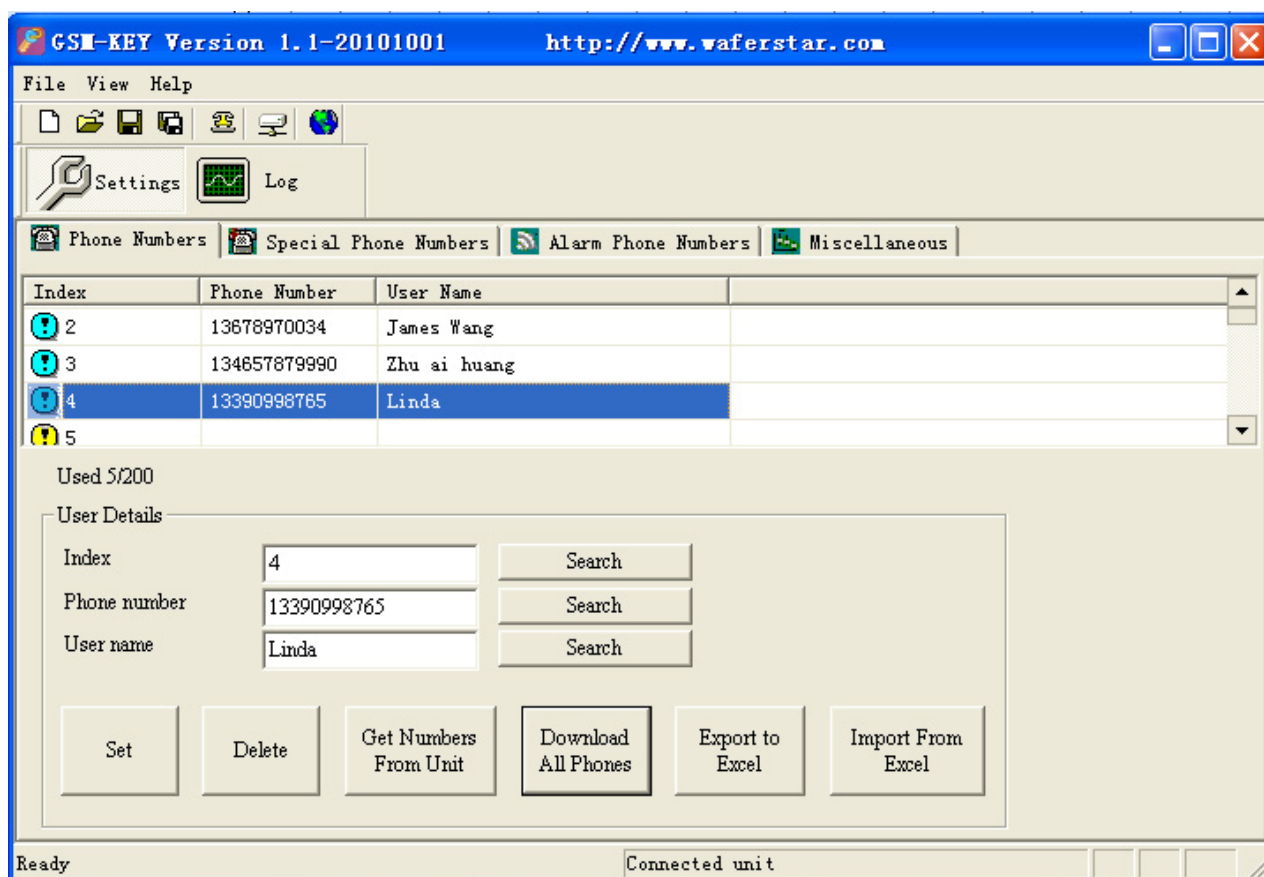 GSM-KEY Version 1.1-20101001 http://www.waferstar.com
File View Help
Settings Log
Phone Numbers Special Phone Numbers Alarm Phone Numbers Miscellaneous
Index Phone Number User Name
2 13678970034 James Wang
3 134657879990 Zhu ai huang
4 13390998765 Linda
5
Used 5/200
User Details
Index 4 Search
Phone number 13390998765 Search
User name Linda Search
Set Delete Get Numbers From Unit Download All Phones Export to Excel Import From Excel
Ready Connected unit